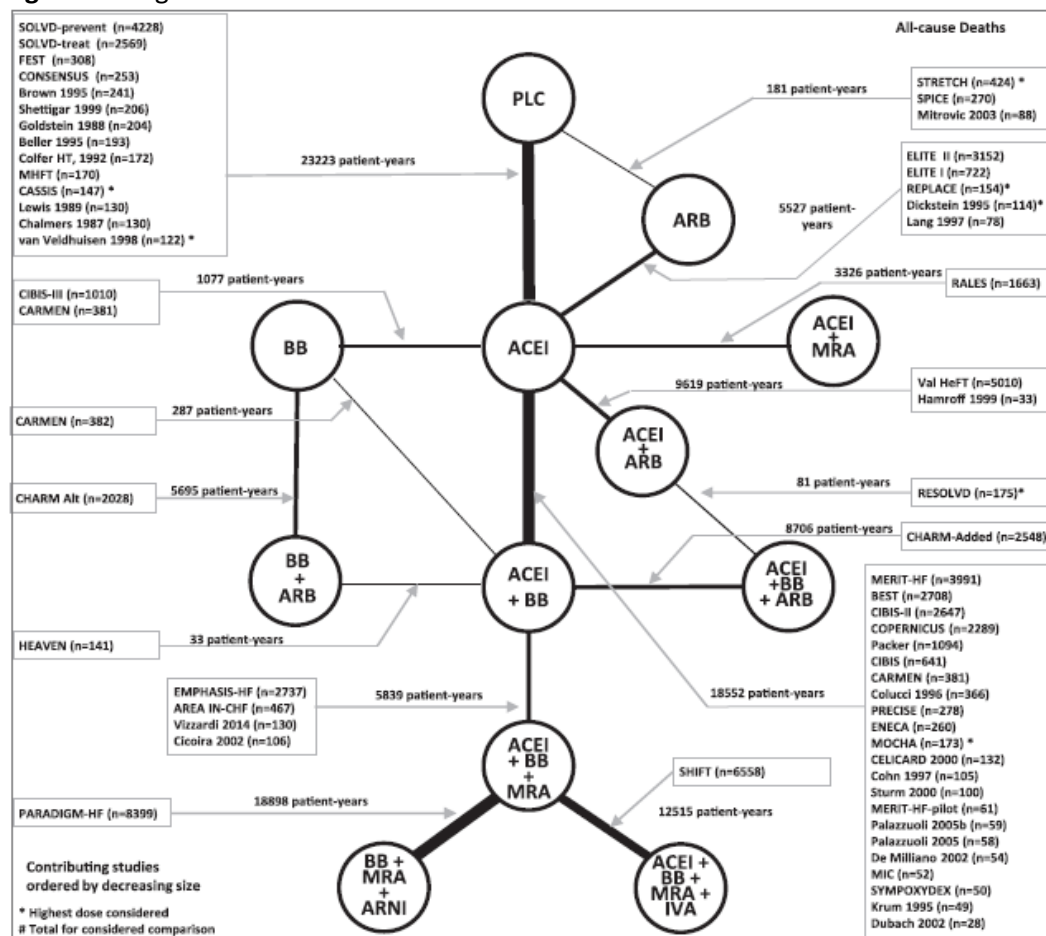 All-cause Deaths
SOLVD-prevent (n=4228)
SOLVD-treat (n=2569)
FEST (n=308)
CONSENSUS (n=253)
Brown 1995 (n=241)
Shettigar 1999 (n=206)
Goldstein 1988 (n=204)
Beller 1995 (n=193)
Colfer HT, 1992 (n=172)
MHFT (n=170)
CASSIS (n=147) *
Lewis 1989 (n=130)
Chalmers 1987 (n=130)
van Veidhuisen 1998 (n=122) *
23223 patient-years
PLC
181 patient-years
STRETCH (n=424) *
SPICE (n=270)
Mitrovic 2003 (n=88)
ARB
5527 patient-
years
ELITE II (n=3152)
ELITE I (n=722)
REPLACE (n=154)*
Dickstein 1995 (n=114)*
Lang 1997 (n=78)
CIBIS-III (n=1010)
CARMEN (n=381)
1077 patient-years
BB
ACEI
3326 patient-years
RALES (n=1663)
ACEI
+
MRA
9619 patient-years
Val HeFT (n=5010)
Hamroff 1999 (n=33)
ACEI
+
ARB
CARMEN (n=382)
287 patient-years
CHARM Alt (n=2028)
5695 patient-years
81 patient-years
RESOLVD (n=175)*
8706 patient-years
CHARM-Added (n=2548)
BB
+
ARB
ACEI
+ BB
ACEI
+BB
+ ARB
HEAVEN (n=141)
33 patient-years
EMPHASIS-HF (n=2737)
AREA IN-CHF (n=467)
Vizzardi 2014 (n=130)
Cicoira 2002 (n=106)
5839 patient-years
18552 patient-years
MERIT-HF (n=3991)
BEST (n=2708)
CIBIS-II (n=2647)
COPERNICUS (n=2289)
Packer (n=1094)
CIBIS (n=641)
CARMEN (n=381)
Colucci 1996 (n=366)
PRECISE (n=278)
ENECA (n=260)
MOCHA (n=173) *
CELICARD 2000 (n=132)
Cohn 1997 (n=105)
Sturm 2000 (n=100)
MERIT-HF-pilot (n=61)
Palazzuoli 2005b (n=59)
Palazzuoli 2005 (n=58)
De Milliano 2002 (n=54)
MIC (n=52)
SYMPOXYDEX (n=50)
Krum 1995 (n=49)
Dubach 2002 (n=28)
ACEI
+ BB
+
MRA
SHIFT (n=6558)
PARADIGM-HF (n=8399)
18898 patient-years
12515 patient-years
BB +
MRA
+
ARNI
ACEI +
BB +
MRA +
IVA
Contributing studies
ordered by decreasing size
* Highest dose considered
# Total for considered comparison